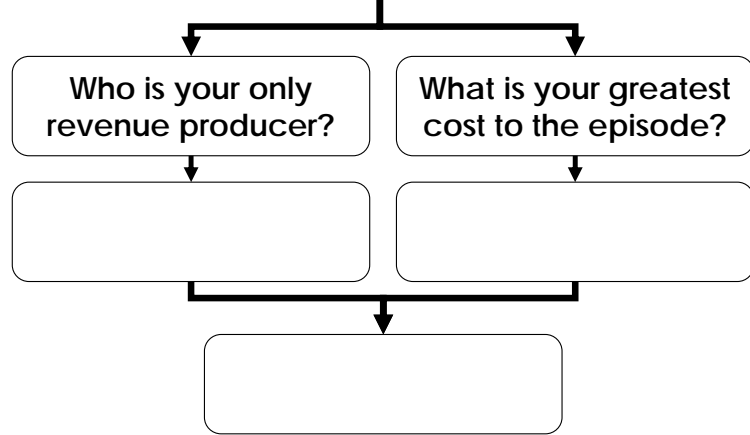 Who is your only
revenue producer?
What is your greatest
cost to the episode?